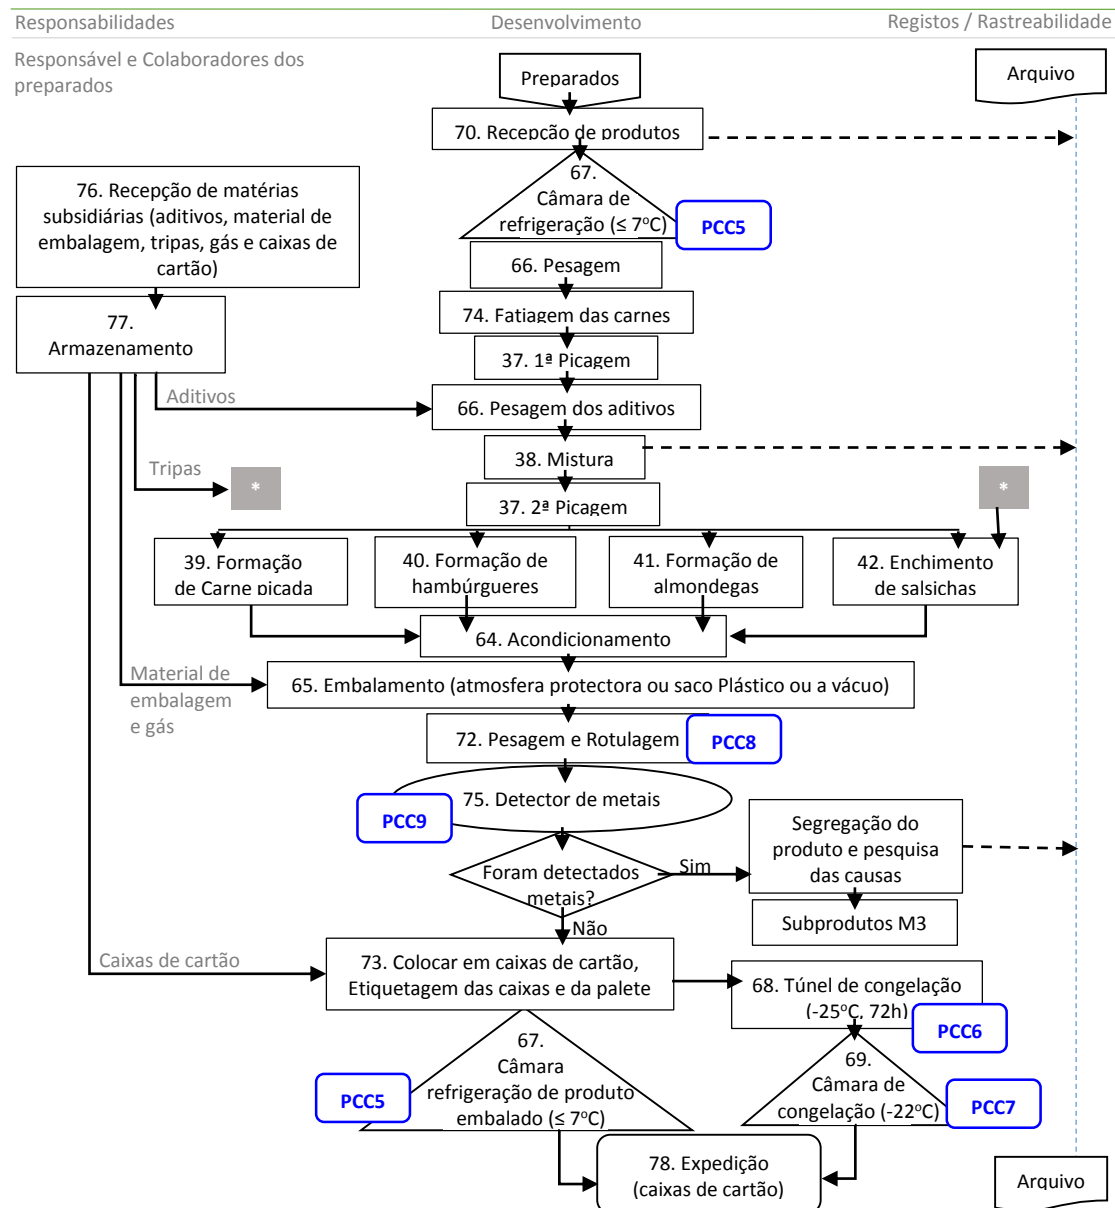 Responsabilidades
Desenvolvimento
Registos / Rastreabilidade
Responsável e Colaboradores dos
preparados
Preparados
Arquivo
70. Recepção de produtos
67.
Câmara de
refrigeração (≤ 7ºC)
PCC5
76. Recepção de matérias
subsidiárias (aditivos, material de
embalagem, tripas, gás e caixas de
cartão)
66. Pesagem
74. Fatiagem das carnes
77.
Armazenamento
37. 1ª Picagem
Aditivos
66. Pesagem dos aditivos
38. Mistura
Tripas
*
*
37. 2ª Picagem
39. Formação
de Carne picada
40. Formação de
hambúrgueres
41. Formação de
almondegas
42. Enchimento
de salsichas
64. Acondicionamento
Material de
embalagem
e gás
65. Embalamento (atmosfera protectora ou saco Plástico ou a vácuo)
72. Pesagem e Rotulagem
PCC8
75. Detector de metais
PCC9
Segregação do
produto e pesquisa
das causas
Foram detectados
metais?
Sim
Subprodutos M3
Não
Caixas de cartão
73. Colocar em caixas de cartão,
Etiquetagem das caixas e da palete
68. Túnel de congelação
(-25ºC, 72h)
PCC6
67.
Câmara
refrigeração de produto
embalado (≤ 7ºC)
PCC5
69.
Câmara de
congelação (-22ºC)
PCC7
78. Expedição
(caixas de cartão)
Arquivo